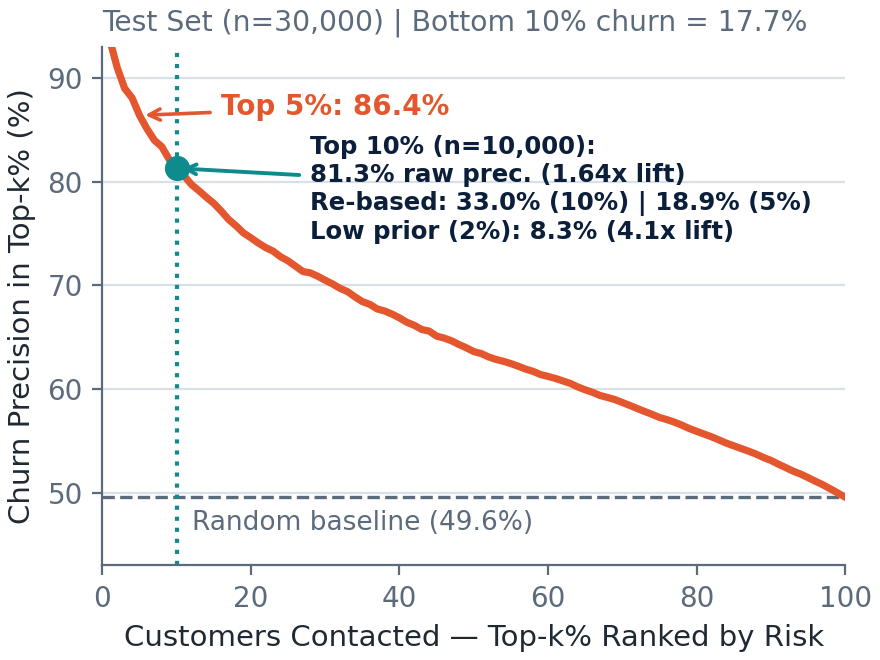 Test Set (n=30,000) | Bottom 10% churn = 17.7%
Churn Precision in Top-k% (%)
90
80
70
60
50
Top 5%: 86.4%
Top 10% (n=10,000):
81.3% raw prec. (1.64x lift)
Re-based: 33.0% (10%) | 18.9% (5%)
Low prior (2%): 8.3% (4.1x lift)
Random baseline (49.6%)
0 20 40 60 80 100
Customers Contacted — Top-k% Ranked by Risk